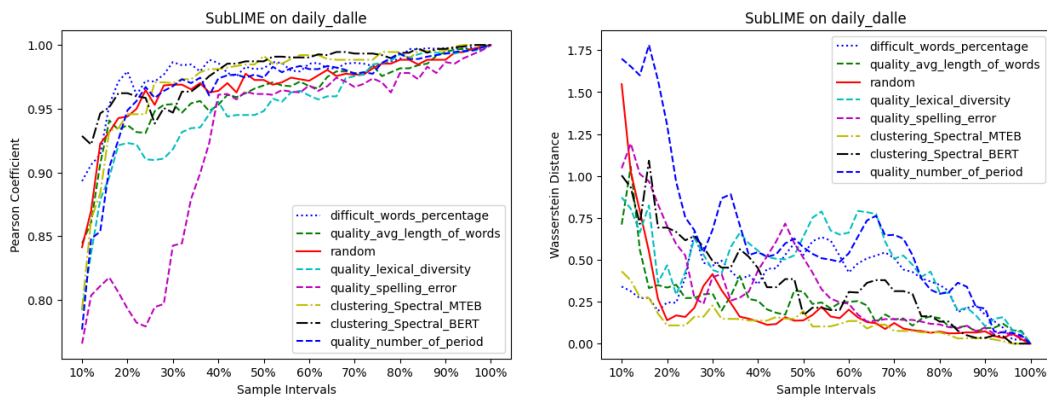 SubLIME on daily_dalle
Pearson Coefficient
1.00
0.95
0.90
0.85
0.80
difficult_words_percentage
quality_avg_length_of_words
random
quality_lexical_diversity
quality_spelling_error
clustering_Spectral_MTEB
clustering_Spectral_BERT
quality_number_of_period
10% 20% 30% 40% 50% 60% 70% 80% 90% 100%
Sample Intervals
SubLIME on daily_dalle
Wasserstein Distance
1.75
1.50
1.25
1.00
0.75
0.50
0.25
0.00
difficult_words_percentage
quality_avg_length_of_words
random
quality_lexical_diversity
quality_spelling_error
clustering_Spectral_MTEB
clustering_Spectral_BERT
quality_number_of_period
10% 20% 30% 40% 50% 60% 70% 80% 90% 100%
Sample Intervals